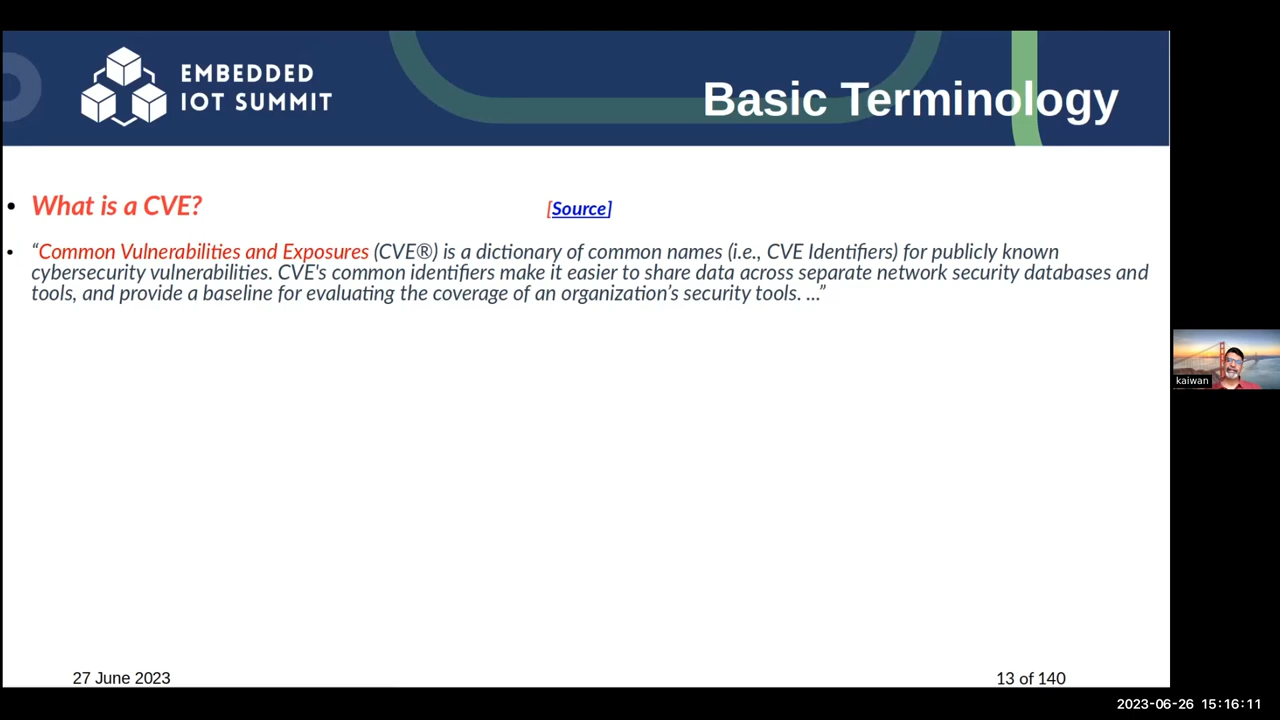 EMBEDDED
IOT SUMMIT
Basic Terminology
• What is a CVE? [Source]
• “Common Vulnerabilities and Exposures (CVE®) is a dictionary of common names (i.e., CVE Identifiers) for publicly known
cybersecurity vulnerabilities. CVE's common identifiers make it easier to share data across separate network security databases and
tools, and provide a baseline for evaluating the coverage of an organization’s security tools. ...”
kaiwan
27 June 2023
13 of 140
2023-06-26 15:16:11